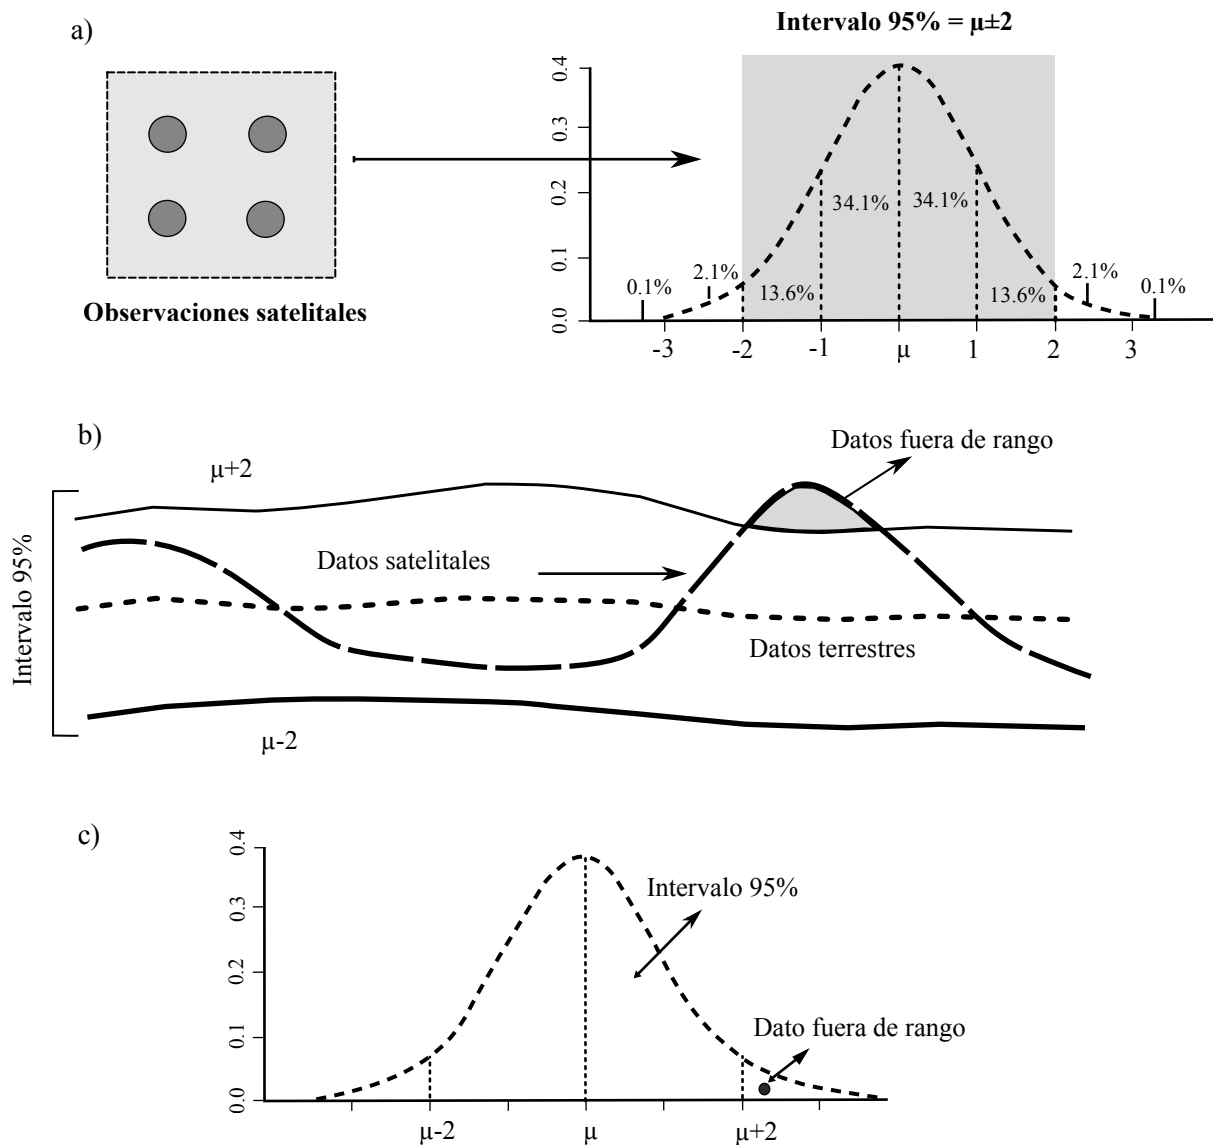 a)
Intervalo 95% = µ±2
Observaciones satelitales
0.4
0.3
0.2
0.1
0.0
34.1%
34.1%
0.1%
2.1%
13.6%
13.6%
2.1%
0.1%
-3
-2
-1
µ
1
2
3
b)
Datos fuera de rango
µ+2
Intervalo 95%
Datos satelitales
Datos terrestres
µ-2
c)
0.4
0.3
0.2
0.1
0.0
Intervalo 95%
Dato fuera de rango
µ-2
µ
µ+2